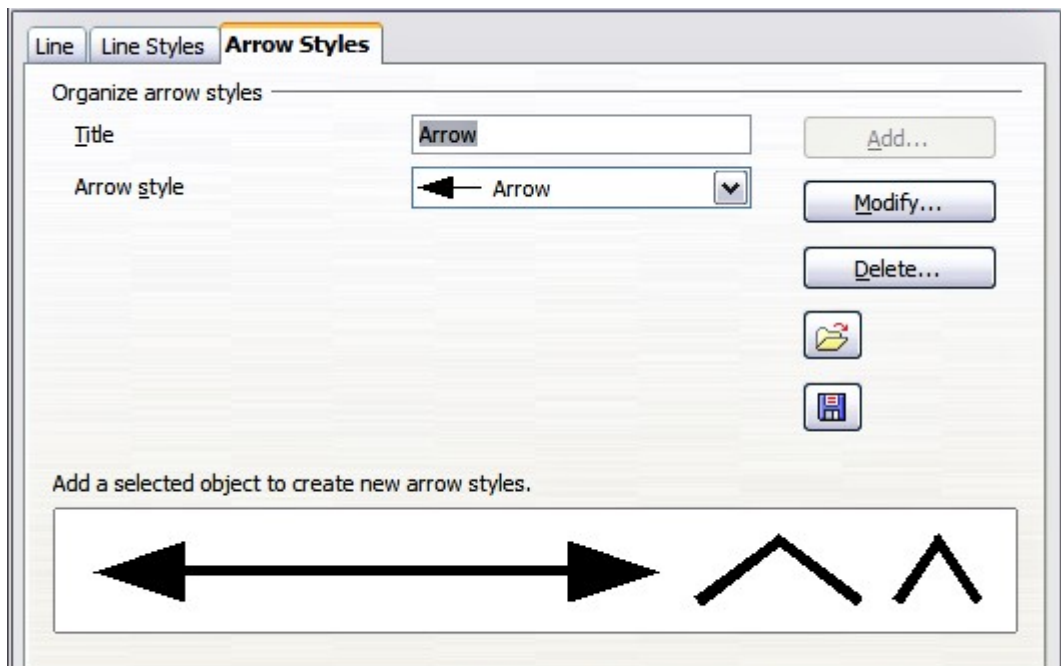 Line Line Styles Arrow Styles
Organize arrow styles
Title Arrow Add...
Arrow style Arrow Modify...
Delete...
Add a selected object to create new arrow styles.